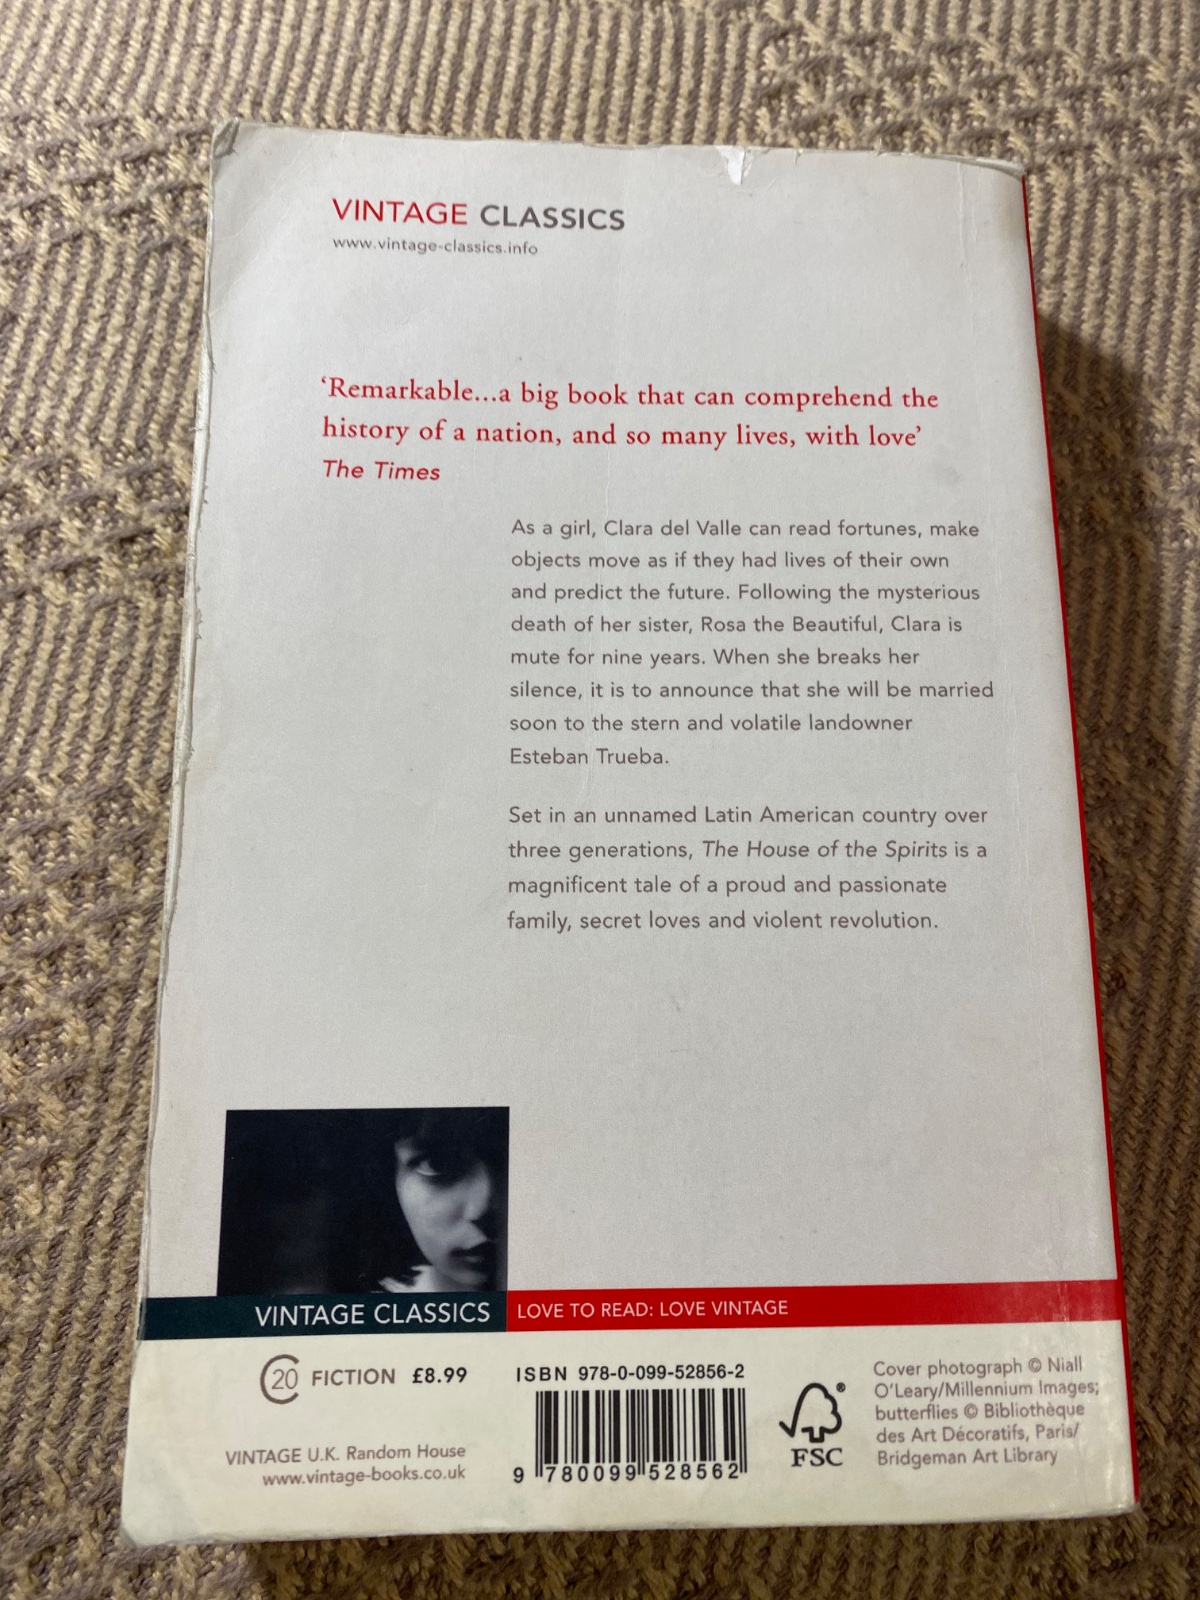 VINTAGE CLASSICS
www.vintage-classics.info
‘Remarkable...a big book that can comprehend the
history of a nation, and so many lives, with love’
The Times
As a girl, Clara del Valle can read fortunes, make
objects move as if they had lives of their own
and predict the future. Following the mysterious
death of her sister, Rosa the Beautiful, Clara is
mute for nine years. When she breaks her
silence, it is to announce that she will be married
soon to the stern and volatile landowner
Esteban Trueba.
Set in an unnamed Latin American country over
three generations, The House of the Spirits is a
magnificent tale of a proud and passionate
family, secret loves and violent revolution.
VINTAGE CLASSICS
LOVE TO READ: LOVE VINTAGE
C20 FICTION £8.99
VINTAGE U.K. Random House
www.vintage-books.co.uk
ISBN 978-0-099-52856-2
9 780099 528562
®
FSC
Cover photograph © Niall
O'Leary/Millennium Images;
butterflies © Bibliothèque
des Art Décoratifs, Paris/
Bridgeman Art Library